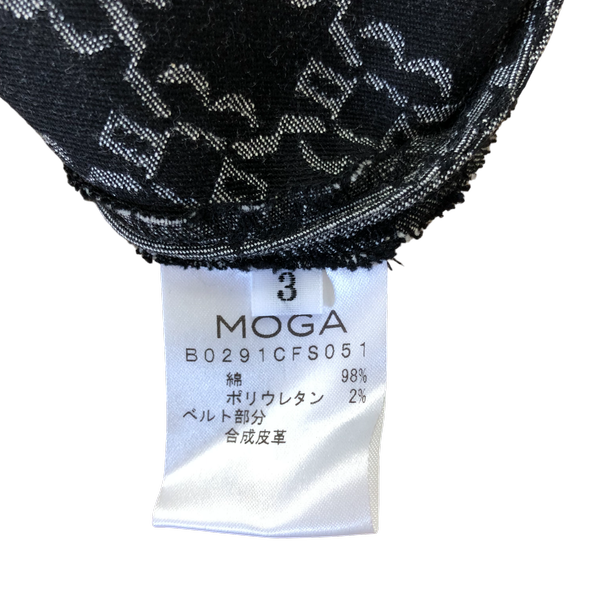 3
MOGA
B0291CFS051
綿 98%
ポリウレタン 2%
ベルト部分
合成皮革